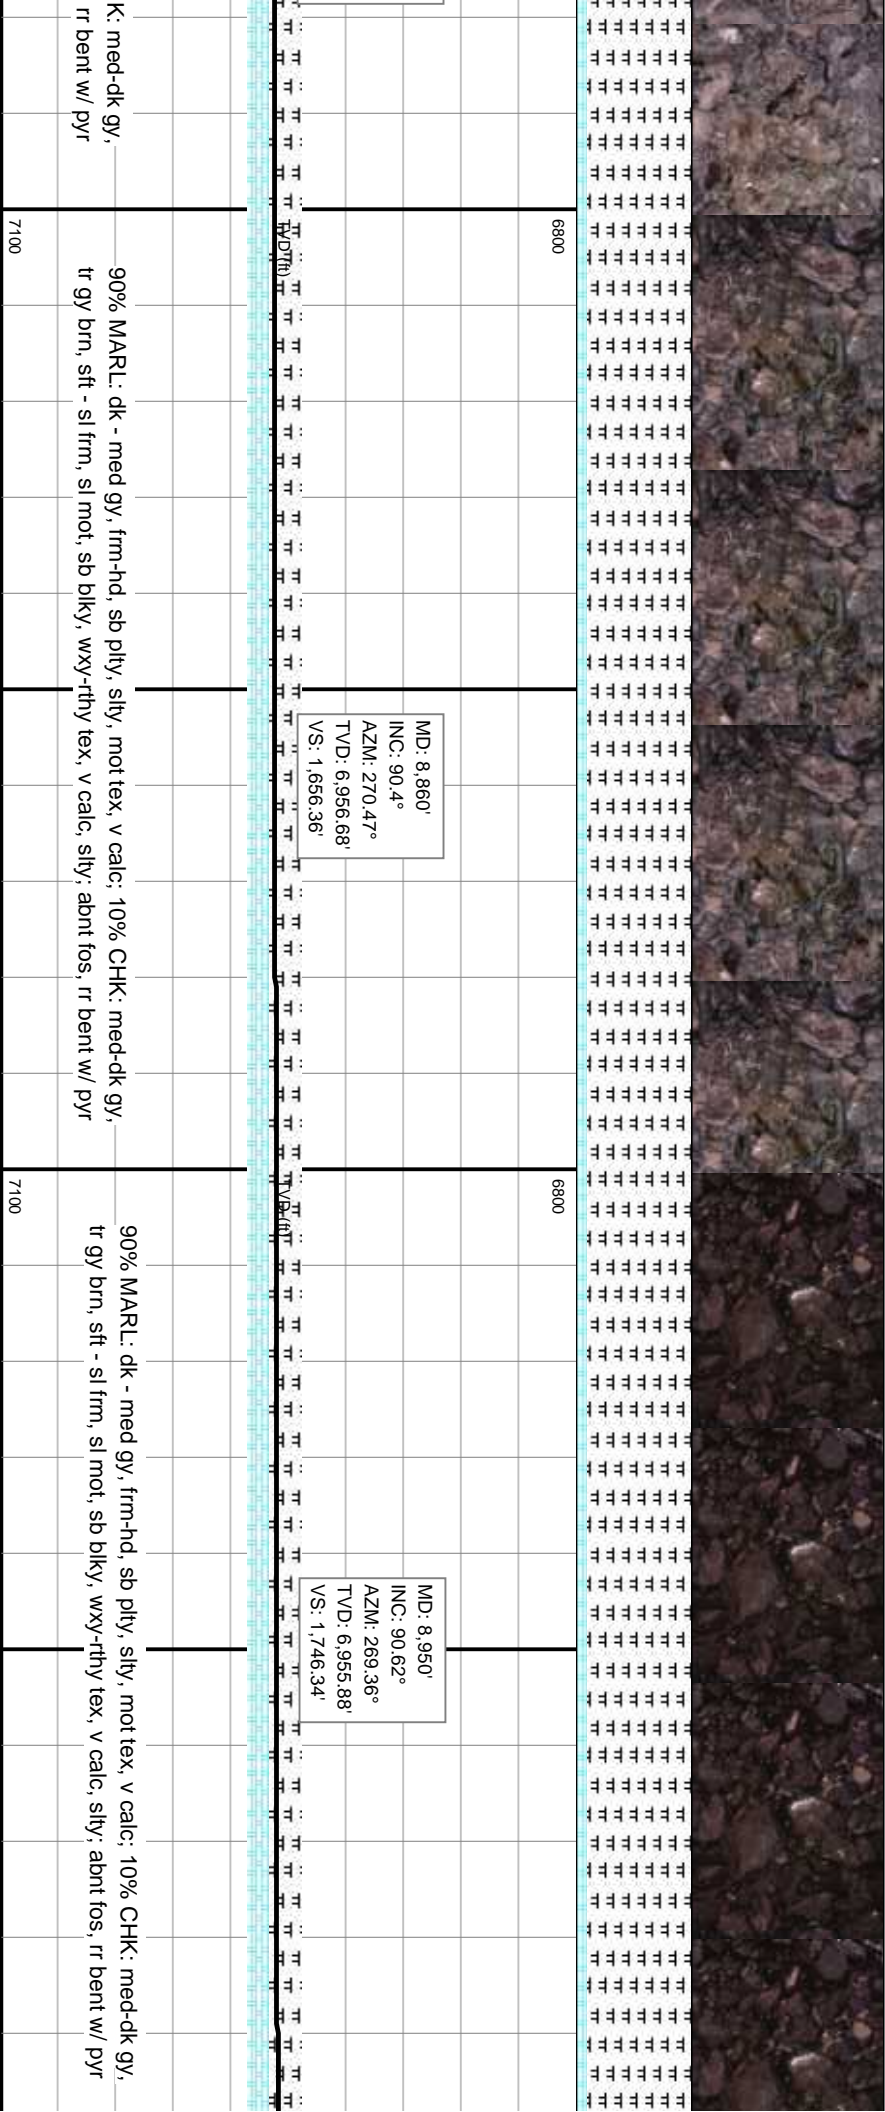 K: med-dk gy,
rr bent w/ pyr
6800
TVD (ft)
7100
90% MARL: dk - med gy, frm-hd, sb plty, slty, mot tex, v calc; 10% CHK: med-dk gy,
tr gy brn, sft - sl frm, sl mot, sb blky, wxy-rthy tex, v calc, slty; abnt fos, rr bent w/ pyr
MD: 8,860'
INC: 90.4°
AZM: 270.47°
TVD: 6,956.68'
VS: 1,656.36'
6800
TVD (ft)
7100
90% MARL: dk - med gy, frm-hd, sb plty, slty, mot tex, v calc; 10% CHK: med-dk gy,
tr gy brn, sft - sl frm, sl mot, sb blky, wxy-rthy tex, v calc, slty; abnt fos, rr bent w/ pyr
MD: 8,950'
INC: 90.62°
AZM: 269.36°
TVD: 6,955.88'
VS: 1,746.34'